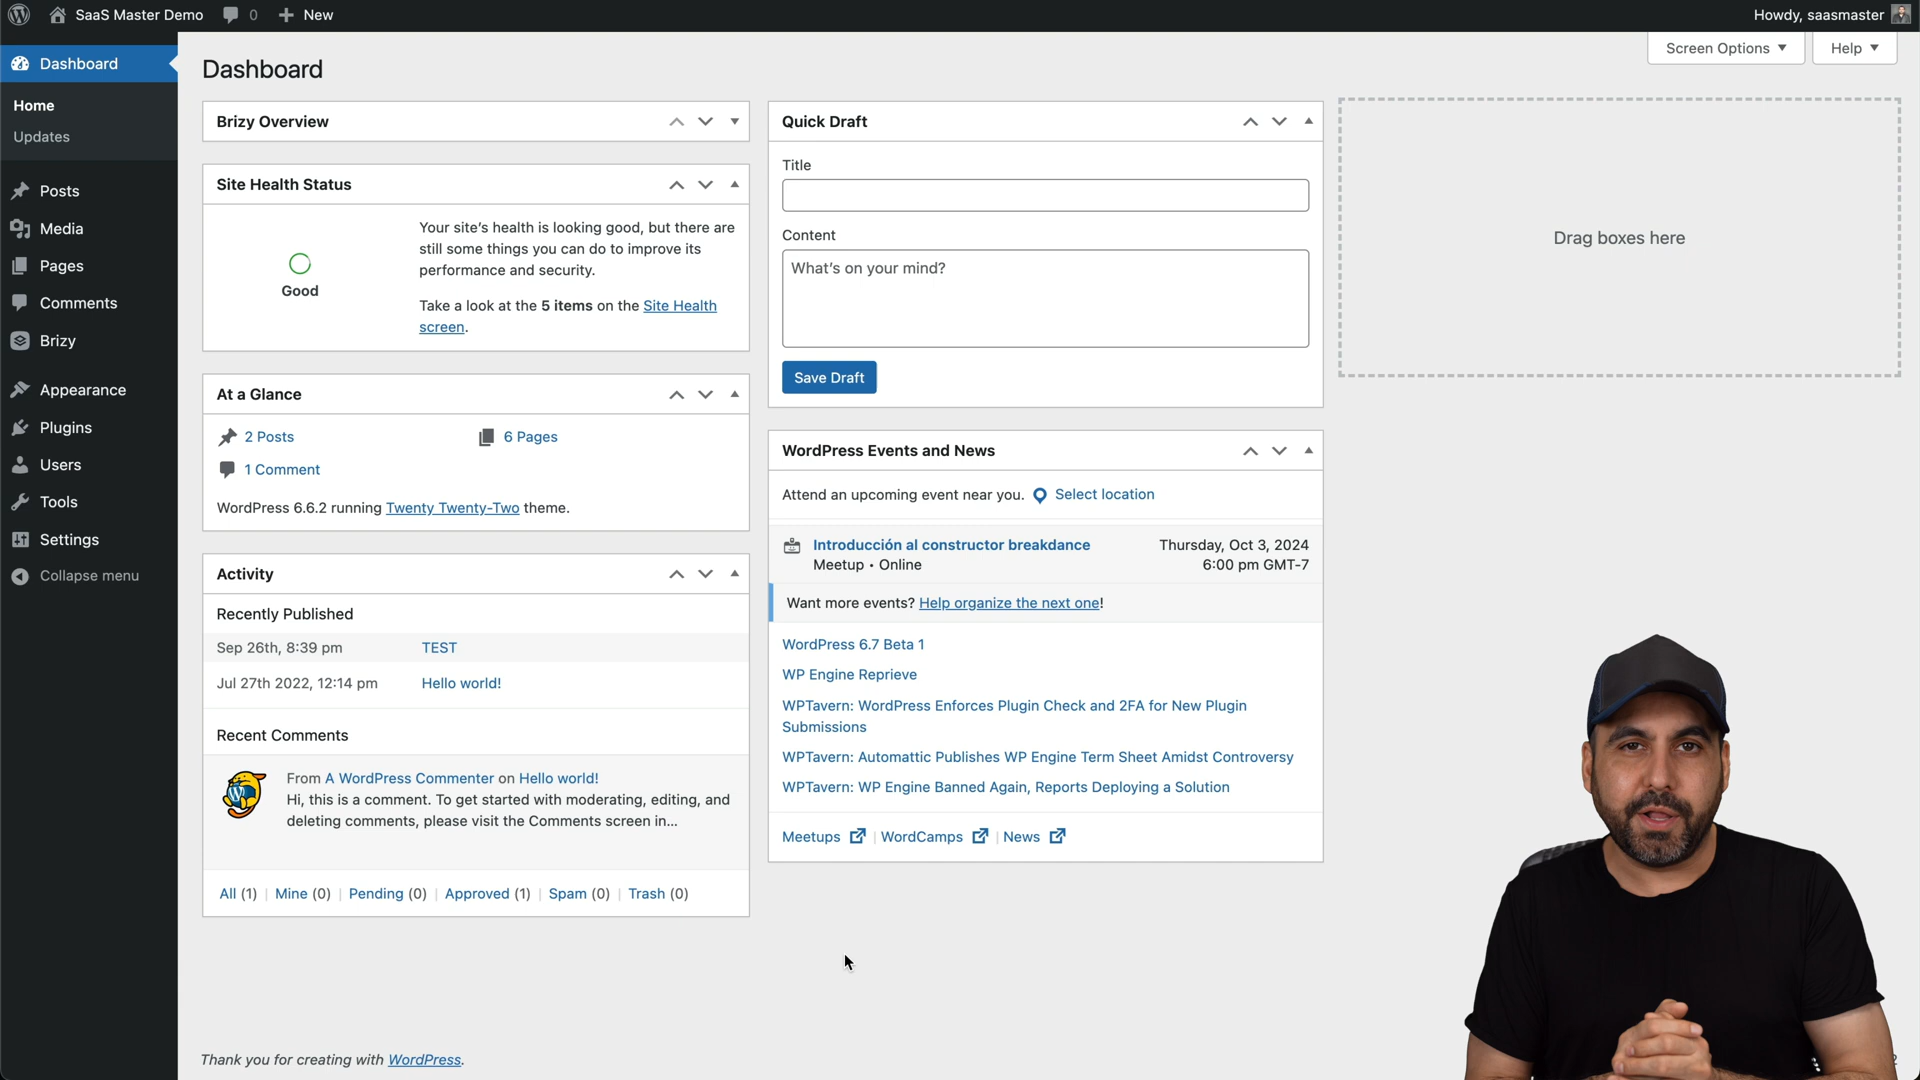 SaaS Master Demo 0 New Howdy, saasmaster
Screen Options Help
Dashboard
Home
Updates
Posts
Media
Pages
Comments
Brizy
Appearance
Plugins
Users
Tools
Settings
Collapse menu
Dashboard
Brizy Overview
Site Health Status
Good
Your site's health is looking good, but there are
still some things you can do to improve its
performance and security.
Take a look at the 5 items on the Site Health
screen.
At a Glance
2 Posts 6 Pages
1 Comment
WordPress 6.6.2 running Twenty Twenty-Two theme.
Activity
Recently Published
Sep 26th, 8:39 pm TEST
Jul 27th 2022, 12:14 pm Hello world!
Recent Comments
From A WordPress Commenter on Hello world!
Hi, this is a comment. To get started with moderating, editing, and
deleting comments, please visit the Comments screen in...
All (1) | Mine (0) | Pending (0) | Approved (1) | Spam (0) | Trash (0)
Quick Draft
Title
Content
What's on your mind?
Save Draft
WordPress Events and News
Attend an upcoming event near you. Select location
Introducción al constructor breakdance Thursday, Oct 3, 2024
Meetup • Online 6:00 pm GMT-7
Want more events? Help organize the next one!
WordPress 6.7 Beta 1
WP Engine Reprieve
WPTavern: WordPress Enforces Plugin Check and 2FA for New Plugin
Submissions
WPTavern: Automattic Publishes WP Engine Term Sheet Amidst Controversy
WPTavern: WP Engine Banned Again, Reports Deploying a Solution
Meetups | WordCamps | News
Drag boxes here
Thank you for creating with WordPress.